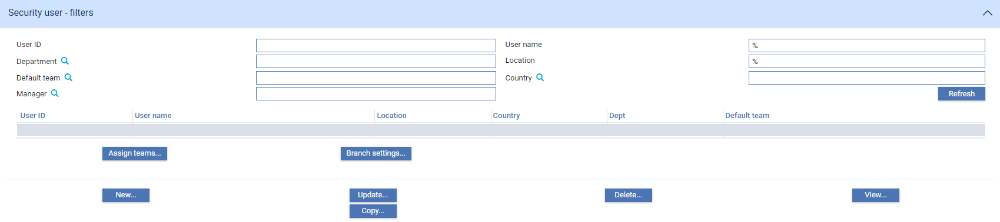 Security user - filters
User ID
User name
%
Department
Location
%
Default team
Country
Manager
Refresh
User ID User name Location Country Dept Default team
Assign teams... Branch settings...
New... Update... Delete... View...
Copy...